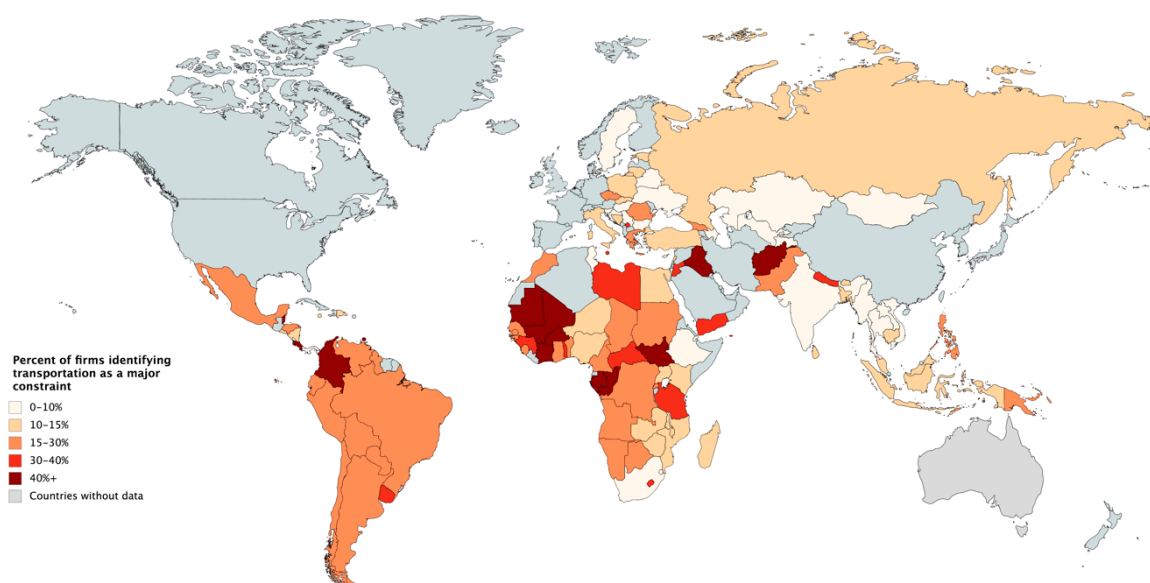 Percent of firms identifying
transportation as a major
constraint
0–10%
10–15%
15–30%
30–40%
40%+
Countries without data